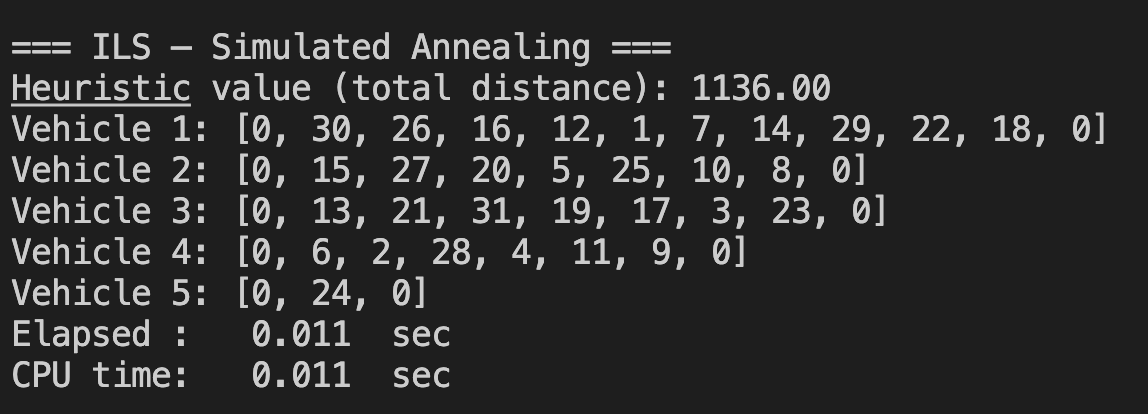 === ILS – Simulated Annealing ===
Heuristic value (total distance): 1136.00
Vehicle 1: [0, 30, 26, 16, 12, 1, 7, 14, 29, 22, 18, 0]
Vehicle 2: [0, 15, 27, 20, 5, 25, 10, 8, 0]
Vehicle 3: [0, 13, 21, 31, 19, 17, 3, 23, 0]
Vehicle 4: [0, 6, 2, 28, 4, 11, 9, 0]
Vehicle 5: [0, 24, 0]
Elapsed :   0.011  sec
CPU time:   0.011  sec